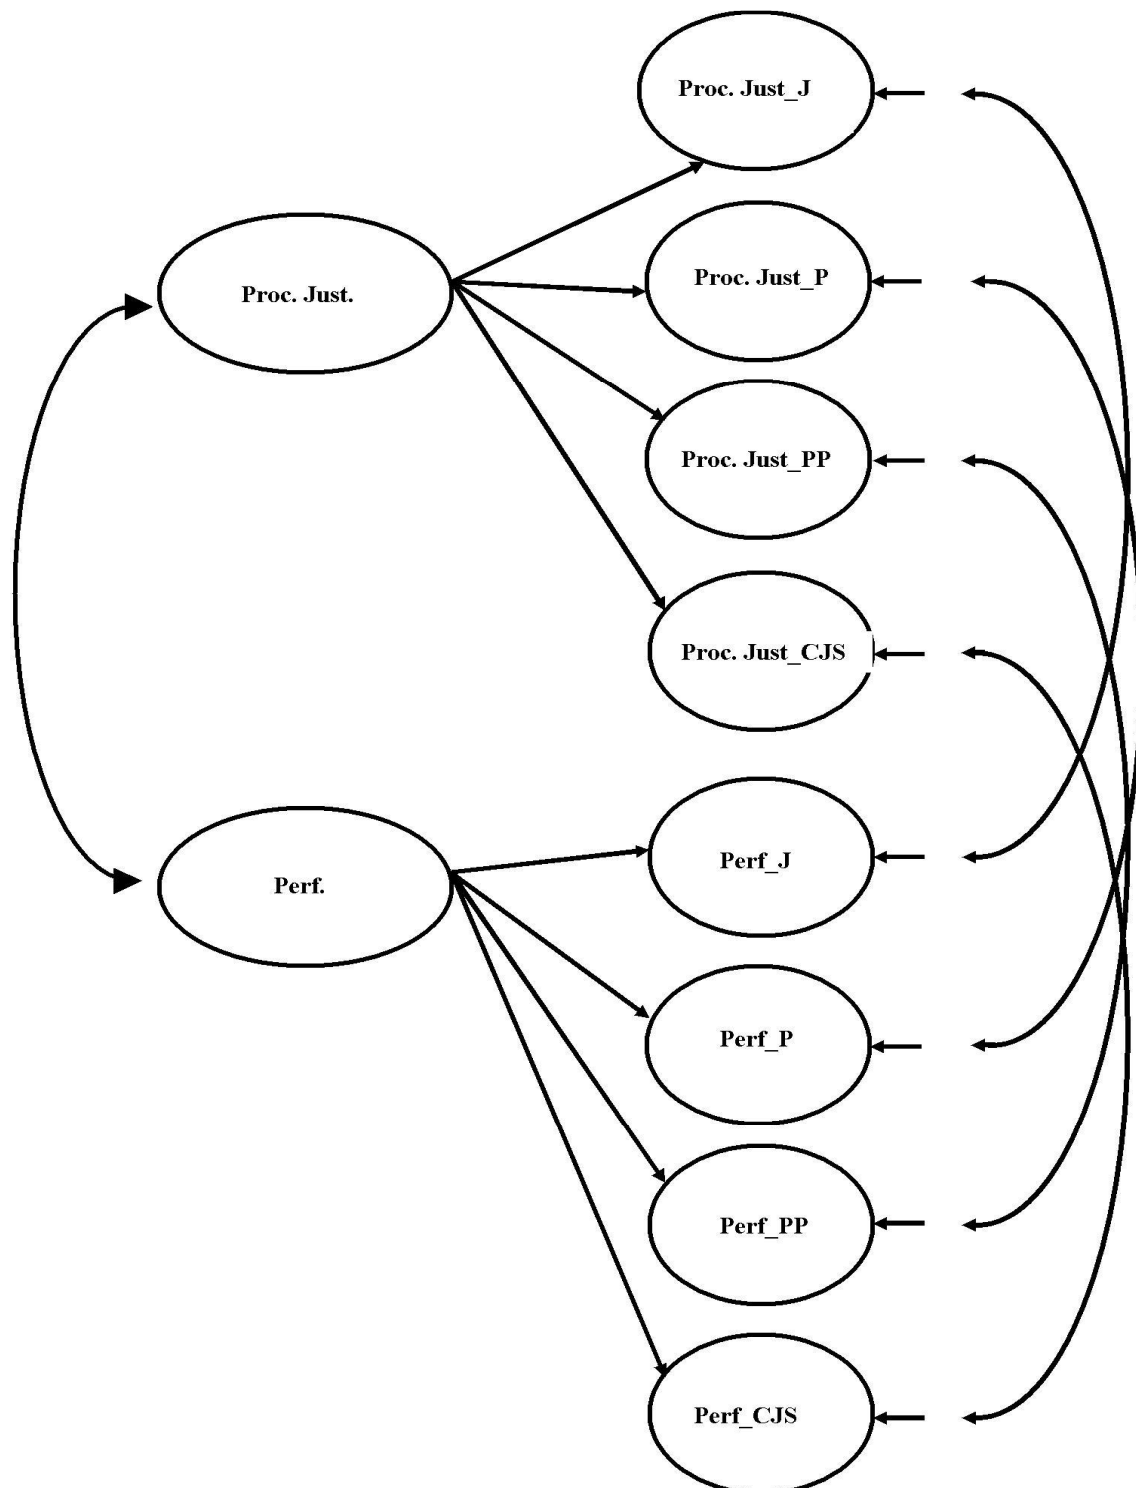 Proc. Just_J
Proc. Just_P
Proc. Just.
Proc. Just_PP
Proc. Just_CJS
Perf_J
Perf.
Perf_P
Perf_PP
Perf_CJS